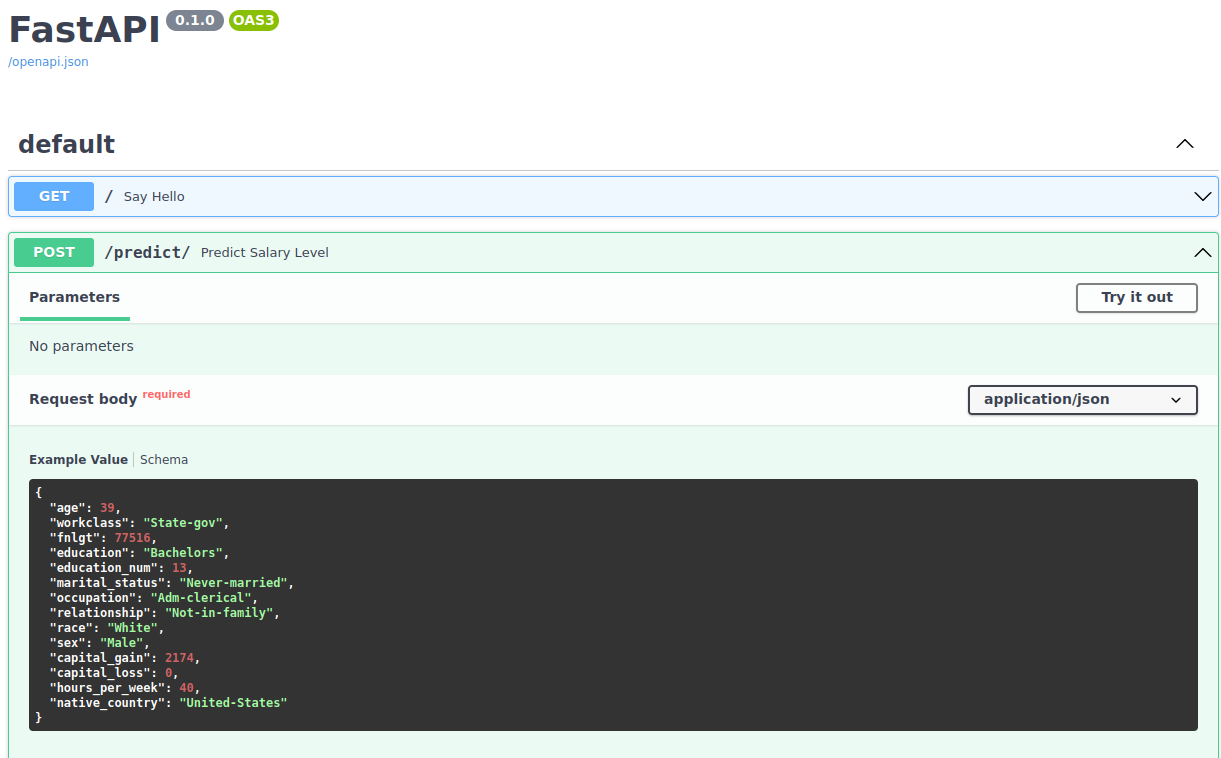 FastAPI 0.1.0 OAS3
/openapi.json
default
GET / Say Hello
POST /predict/ Predict Salary Level
Parameters Try it out
No parameters
Request body required application/json
Example Value Schema
{
  "age": 39,
  "workclass": "State-gov",
  "fnlgt": 77516,
  "education": "Bachelors",
  "education_num": 13,
  "marital_status": "Never-married",
  "occupation": "Adm-clerical",
  "relationship": "Not-in-family",
  "race": "White",
  "sex": "Male",
  "capital_gain": 2174,
  "capital_loss": 0,
  "hours_per_week": 40,
  "native_country": "United-States"
}